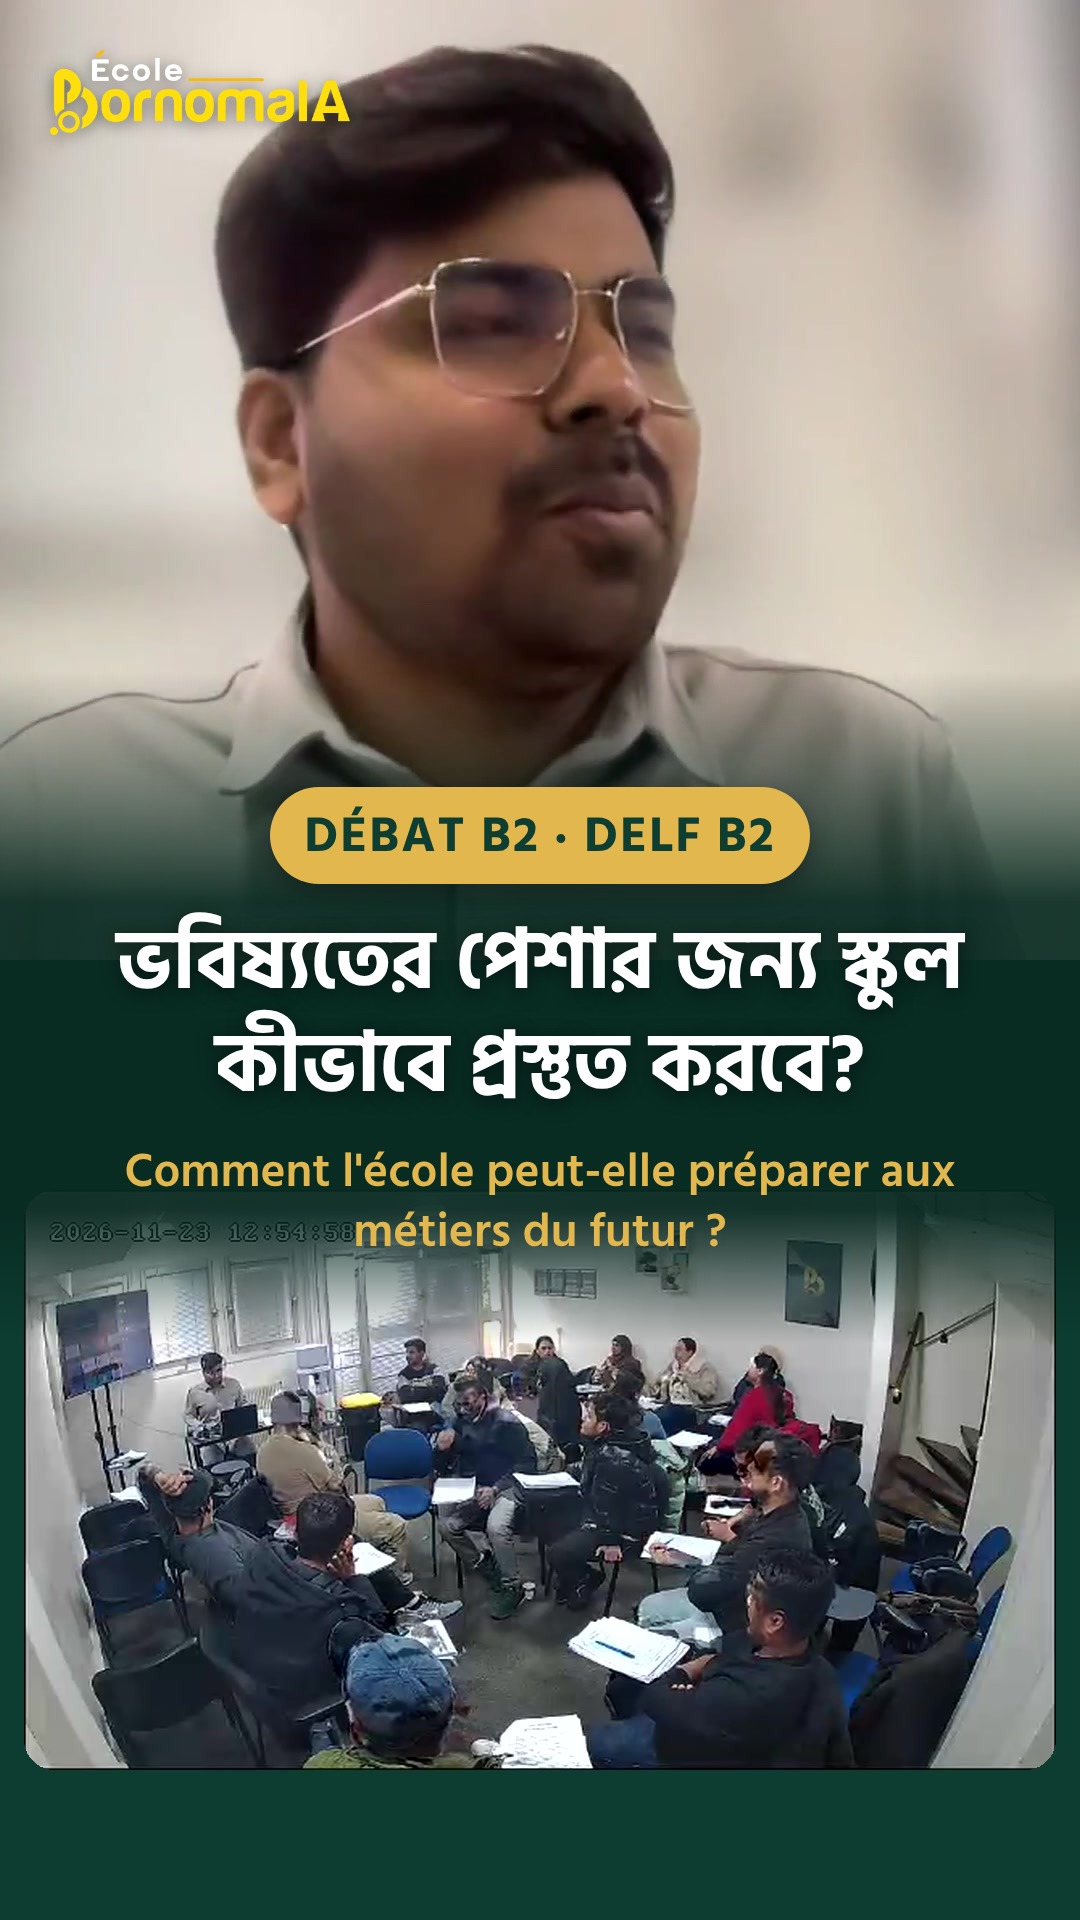 École
BornomalA
DÉBAT B2 · DELF B2
ভবিষ্যতের পেশার জন্য স্কুল
কীভাবে প্রস্তুত করবে?
Comment l'école peut-elle préparer aux
métiers du futur ?
2026-11-23 12:54:58